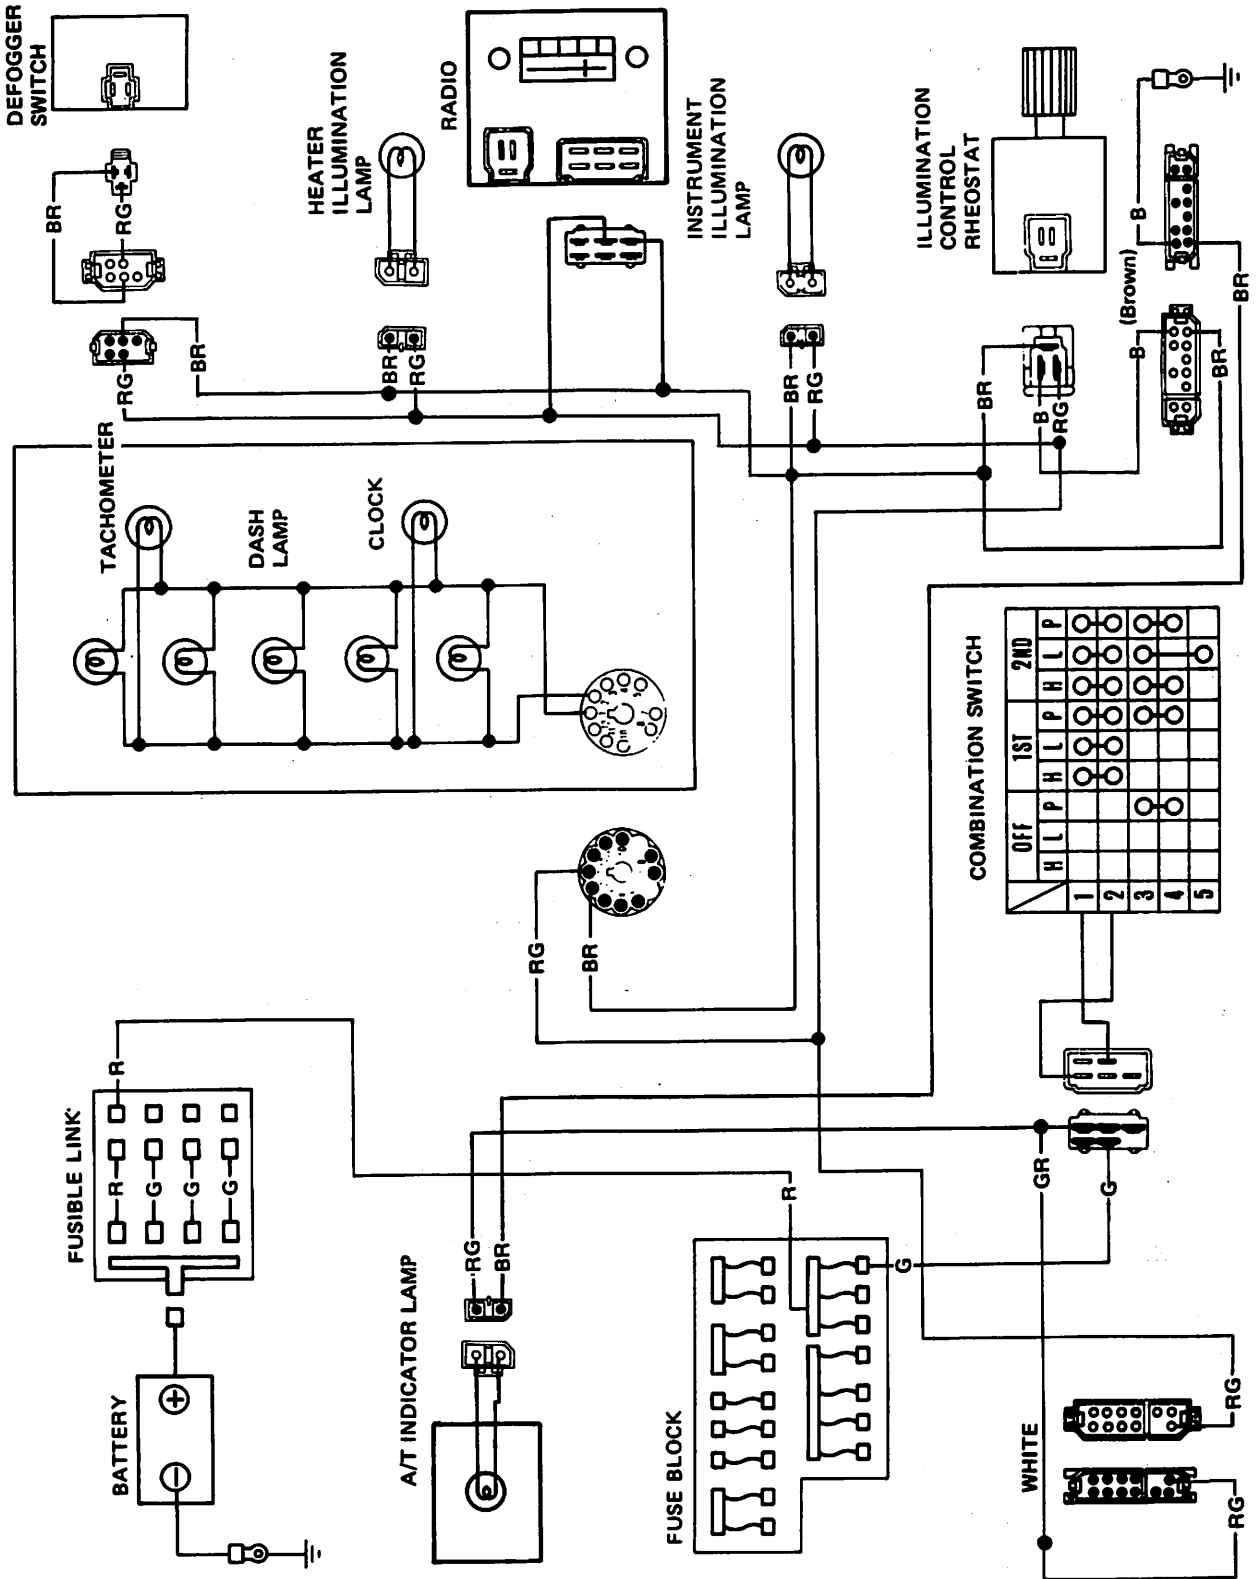 DEFOGGER
SWITCH
BR
RG
RG
BR
HEATER
ILLUMINATION
LAMP
BR
RG
RADIO
INSTRUMENT
ILLUMINATION
LAMP
BR
RG
ILLUMINATION
CONTROL
RHEOSTAT
BR
B
RG
B
(Brown)
B
BR
BR
TACHOMETER
DASH
LAMP
CLOCK
RG
BR
COMBINATION SWITCH
OFF
1ST
2ND
H
L
P
H
L
P
H
L
P
1
2
3
4
5
FUSIBLE LINK
R
R
G
G
G
BATTERY
+
−
A/T INDICATOR LAMP
RG
BR
FUSE BLOCK
R
G
GR
G
WHITE
RG
RG